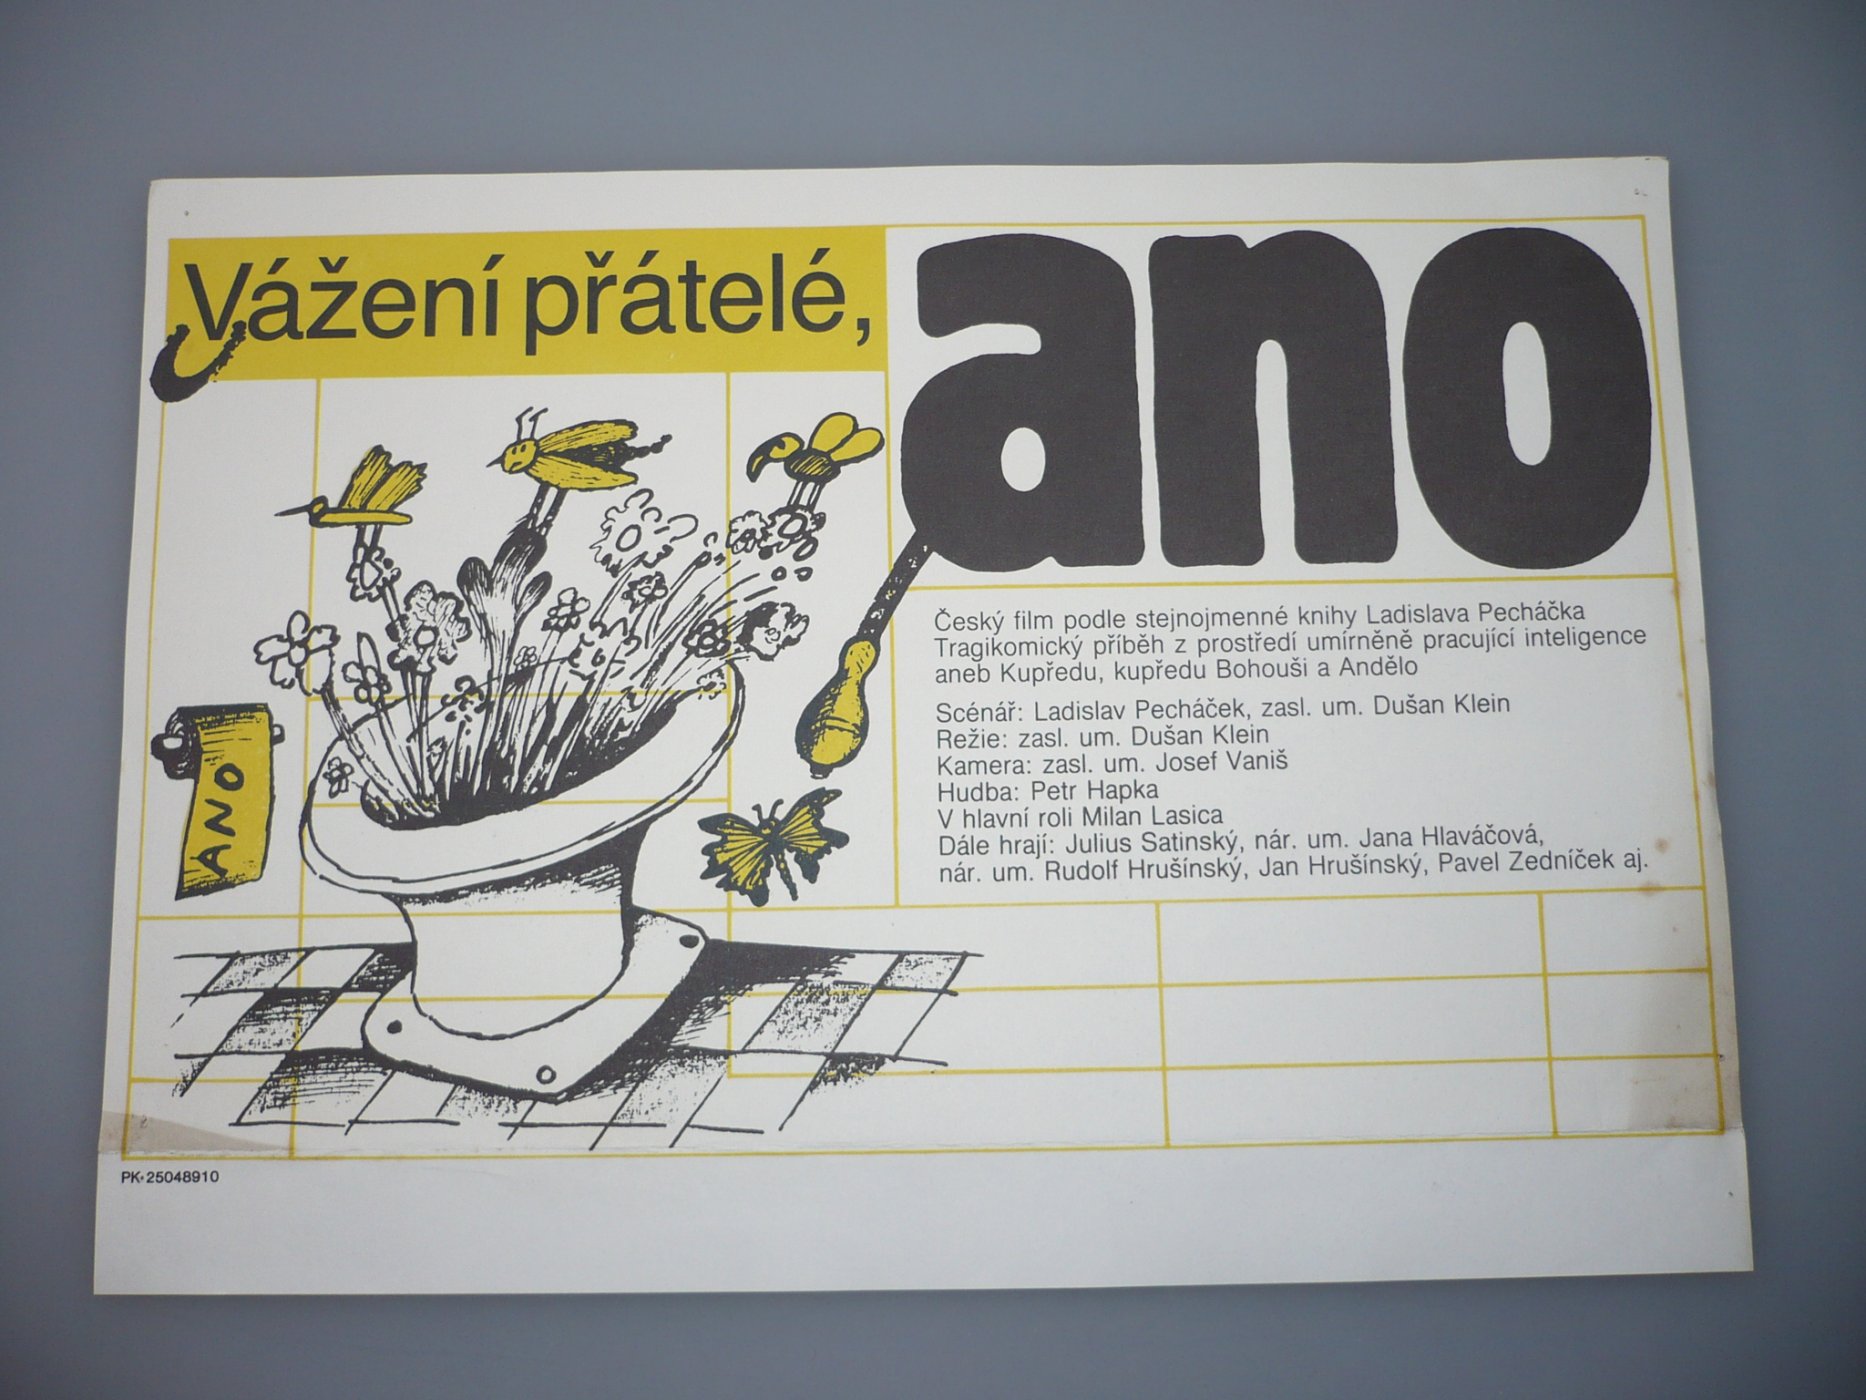 Vážení přátelé,
ano
Český film podle stejnojmenné knihy Ladislava Pecháčka
Tragikomický příběh z prostředí umírněně pracující inteligence
aneb Kupředu, kupředu Bohouši a Andělo
Scénář: Ladislav Pecháček, zasl. um. Dušan Klein
Režie: zasl. um. Dušan Klein
Kamera: zasl. um. Josef Vaniš
Hudba: Petr Hapka
V hlavní roli Milan Lasica
Dále hrají: Julius Satinský, nár. um. Jana Hlaváčová,
nár. um. Rudolf Hrušínský, Jan Hrušínský, Pavel Zedníček aj.
ANO
PK·25048910